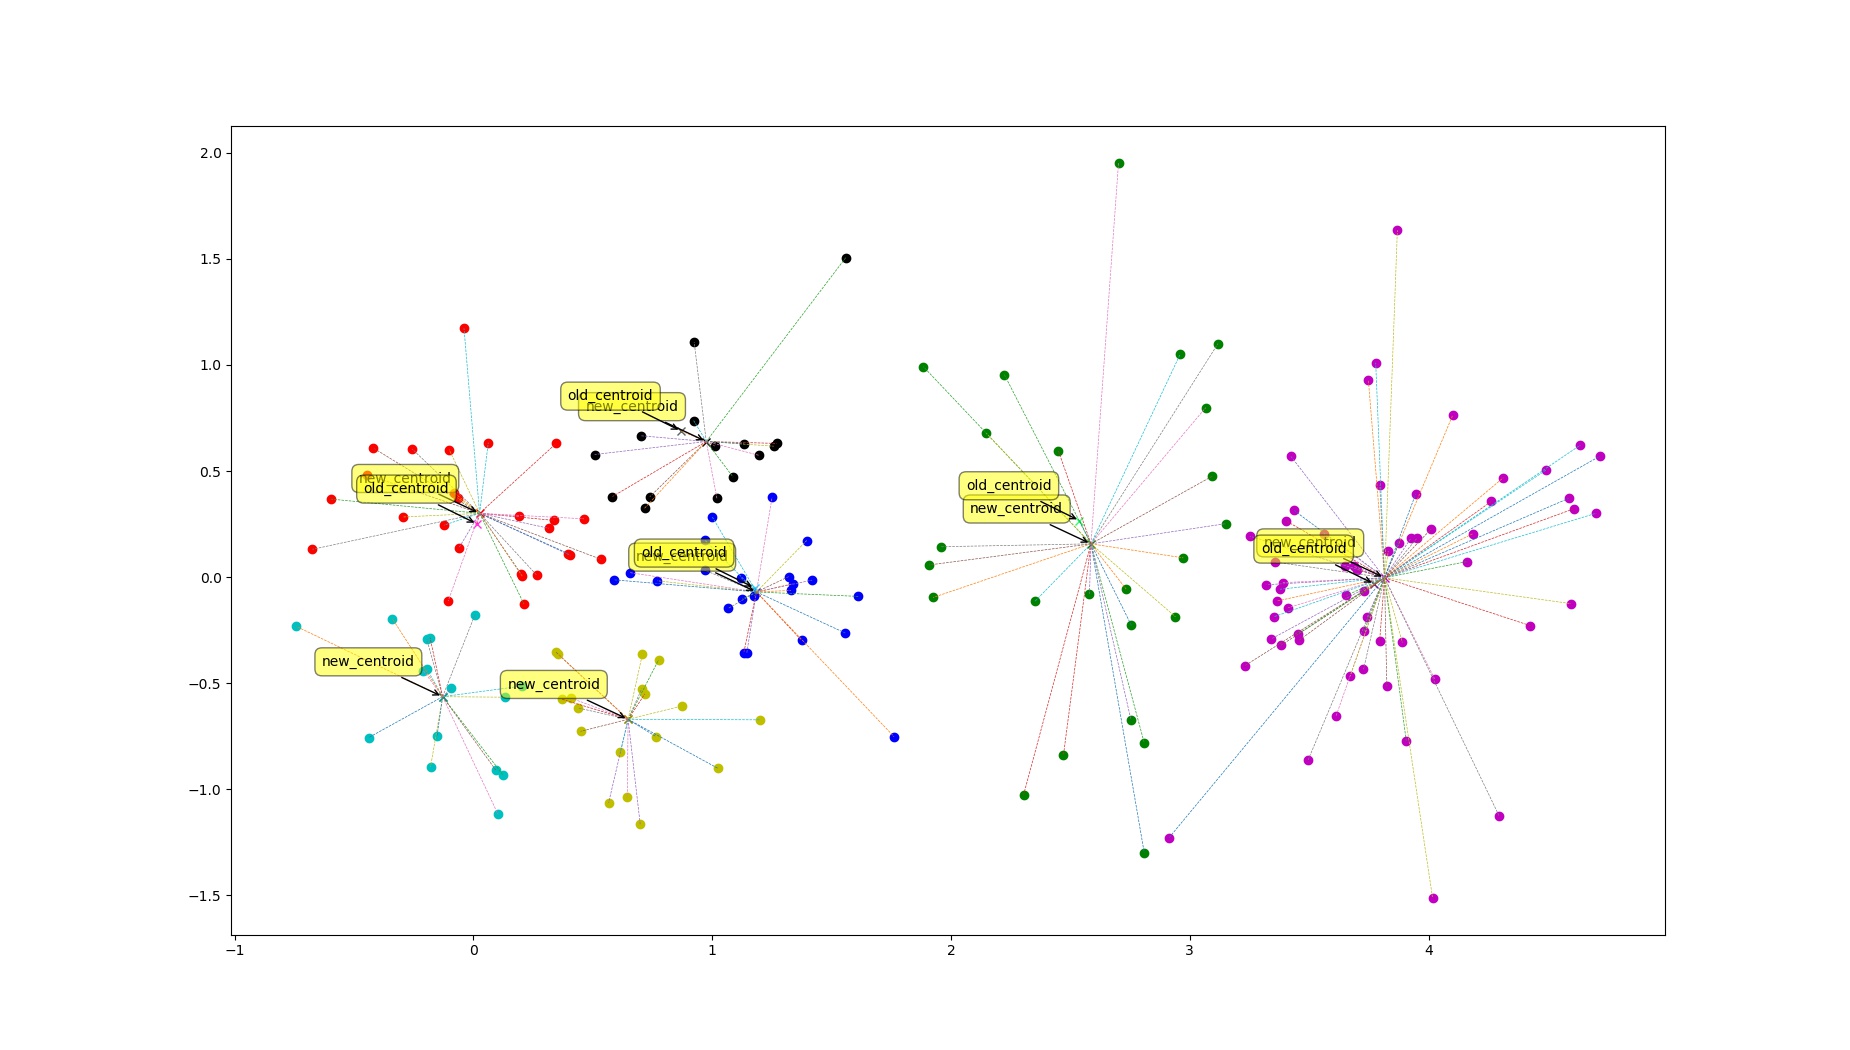 2.0
1.5
1.0
0.5
0.0
−0.5
−1.0
−1.5
old_centroid
new_centroid
new_centroid
old_centroid
old_centroid
new_centroid
old_centroid
new_centroid
new_centroid
old_centroid
new_centroid
new_centroid
−1
0
1
2
3
4